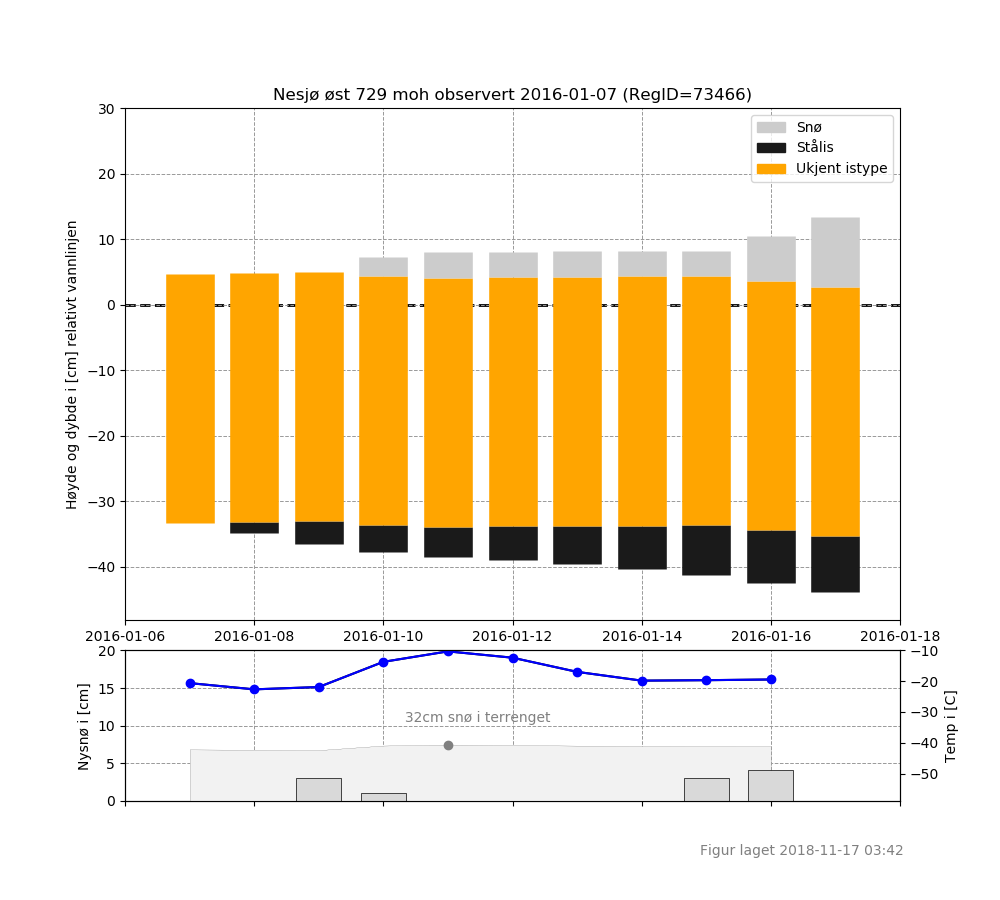 Nesjø øst 729 moh observert 2016-01-07 (RegID=73466)
30
20
10
0
−10
−20
−30
−40
Høyde og dybde i [cm] relativt vannlinjen
Snø
Stålis
Ukjent istype
2016-01-06
2016-01-08
2016-01-10
2016-01-12
2016-01-14
2016-01-16
2016-01-18
20
15
10
5
0
Nysnø i [cm]
32cm snø i terrenget
−10
−20
−30
−40
−50
Temp i [C]
Figur laget 2018-11-17 03:42